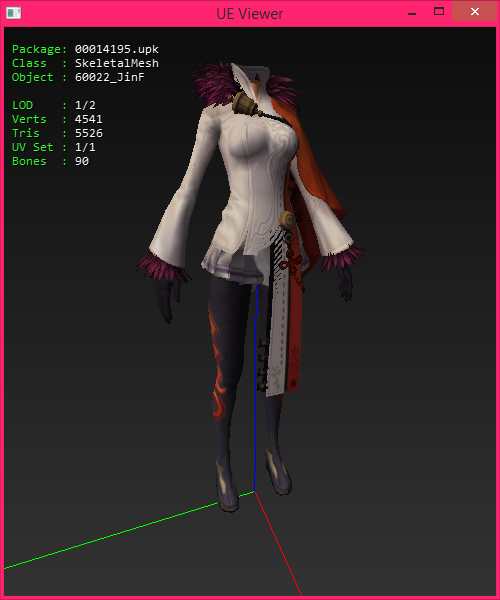 UE Viewer
Package: 00014195.upk
Class  : SkeletalMesh
Object : 60022_JinF
LOD    : 1/2
Verts  : 4541
Tris   : 5526
UV Set : 1/1
Bones  : 90